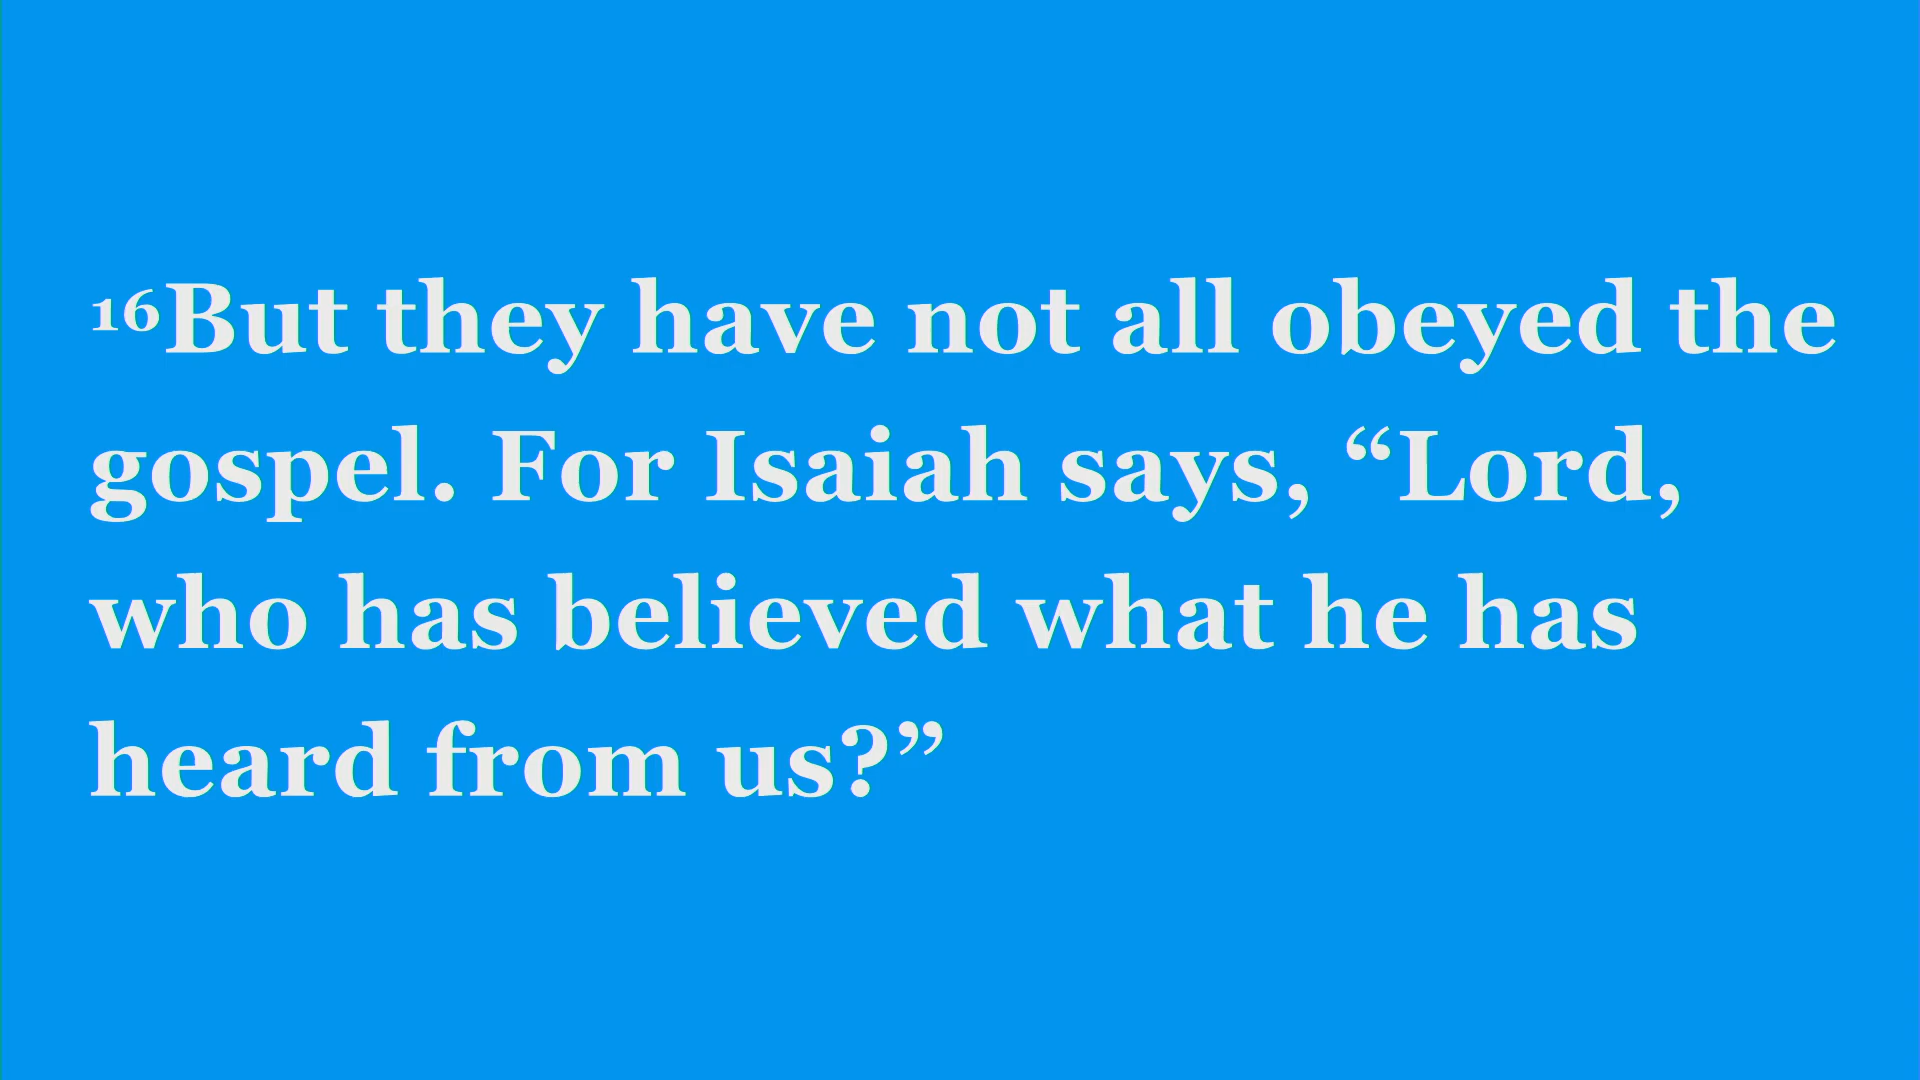 ¹⁶But they have not all obeyed the
gospel. For Isaiah says, “Lord,
who has believed what he has
heard from us?”